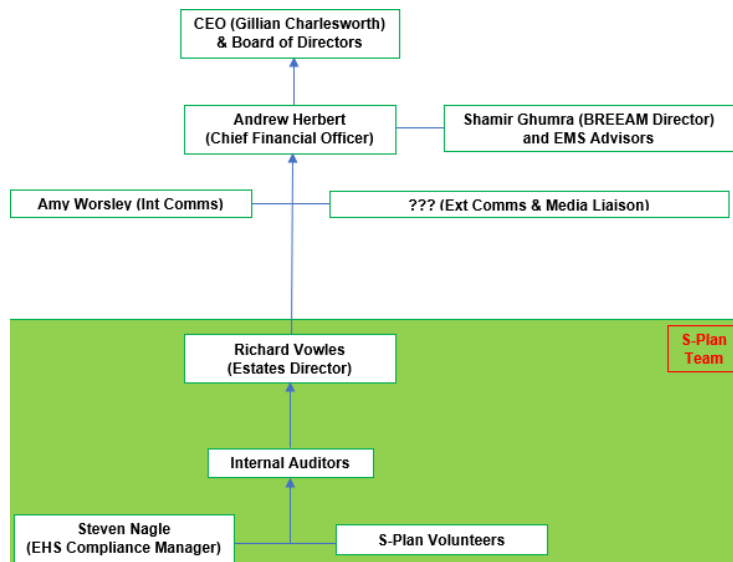 CEO (Gillian Charlesworth)
& Board of Directors
Andrew Herbert
(Chief Financial Officer)
Shamir Ghumra (BREEAM Director)
and EMS Advisors
Amy Worsley (Int Comms)
??? (Ext Comms & Media Liaison)
Richard Vowles
(Estates Director)
S-Plan
Team
Internal Auditors
Steven Nagle
(EHS Compliance Manager)
S-Plan Volunteers